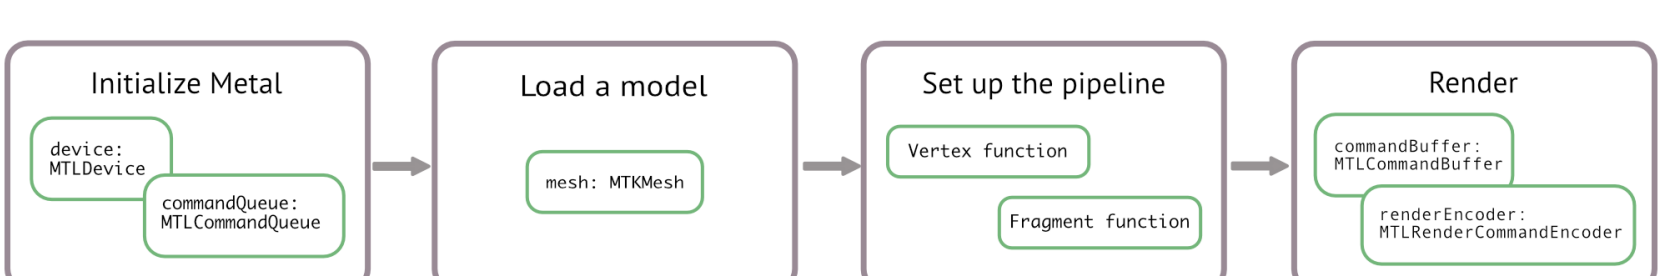 Initialize Metal
device:
MTLDevice
commandQueue:
MTLCommandQueue
Load a model
mesh: MTKMesh
Set up the pipeline
Vertex function
Fragment function
Render
commandBuffer:
MTLCommandBuffer
renderEncoder:
MTLRenderCommandEncoder